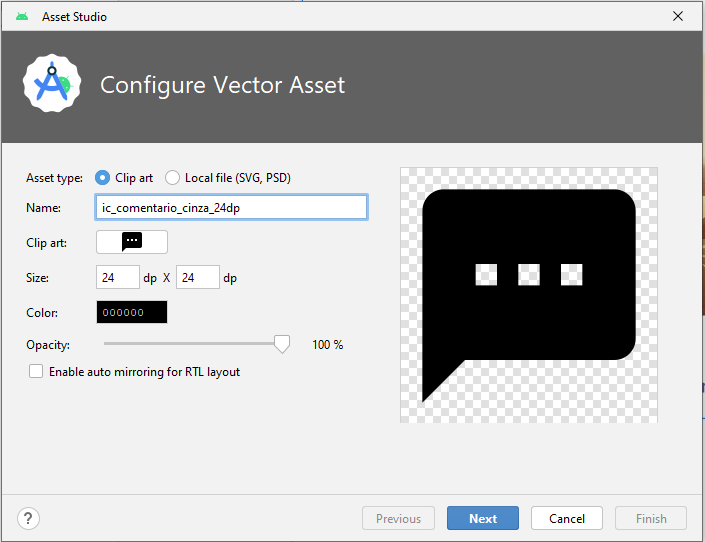 Asset Studio
Configure Vector Asset
Asset type: Clip art Local file (SVG, PSD)
Name: ic_comentario_cinza_24dp
Clip art:
Size: 24 dp X 24 dp
Color: 000000
Opacity: 100 %
Enable auto mirroring for RTL layout
? Previous Next Cancel Finish